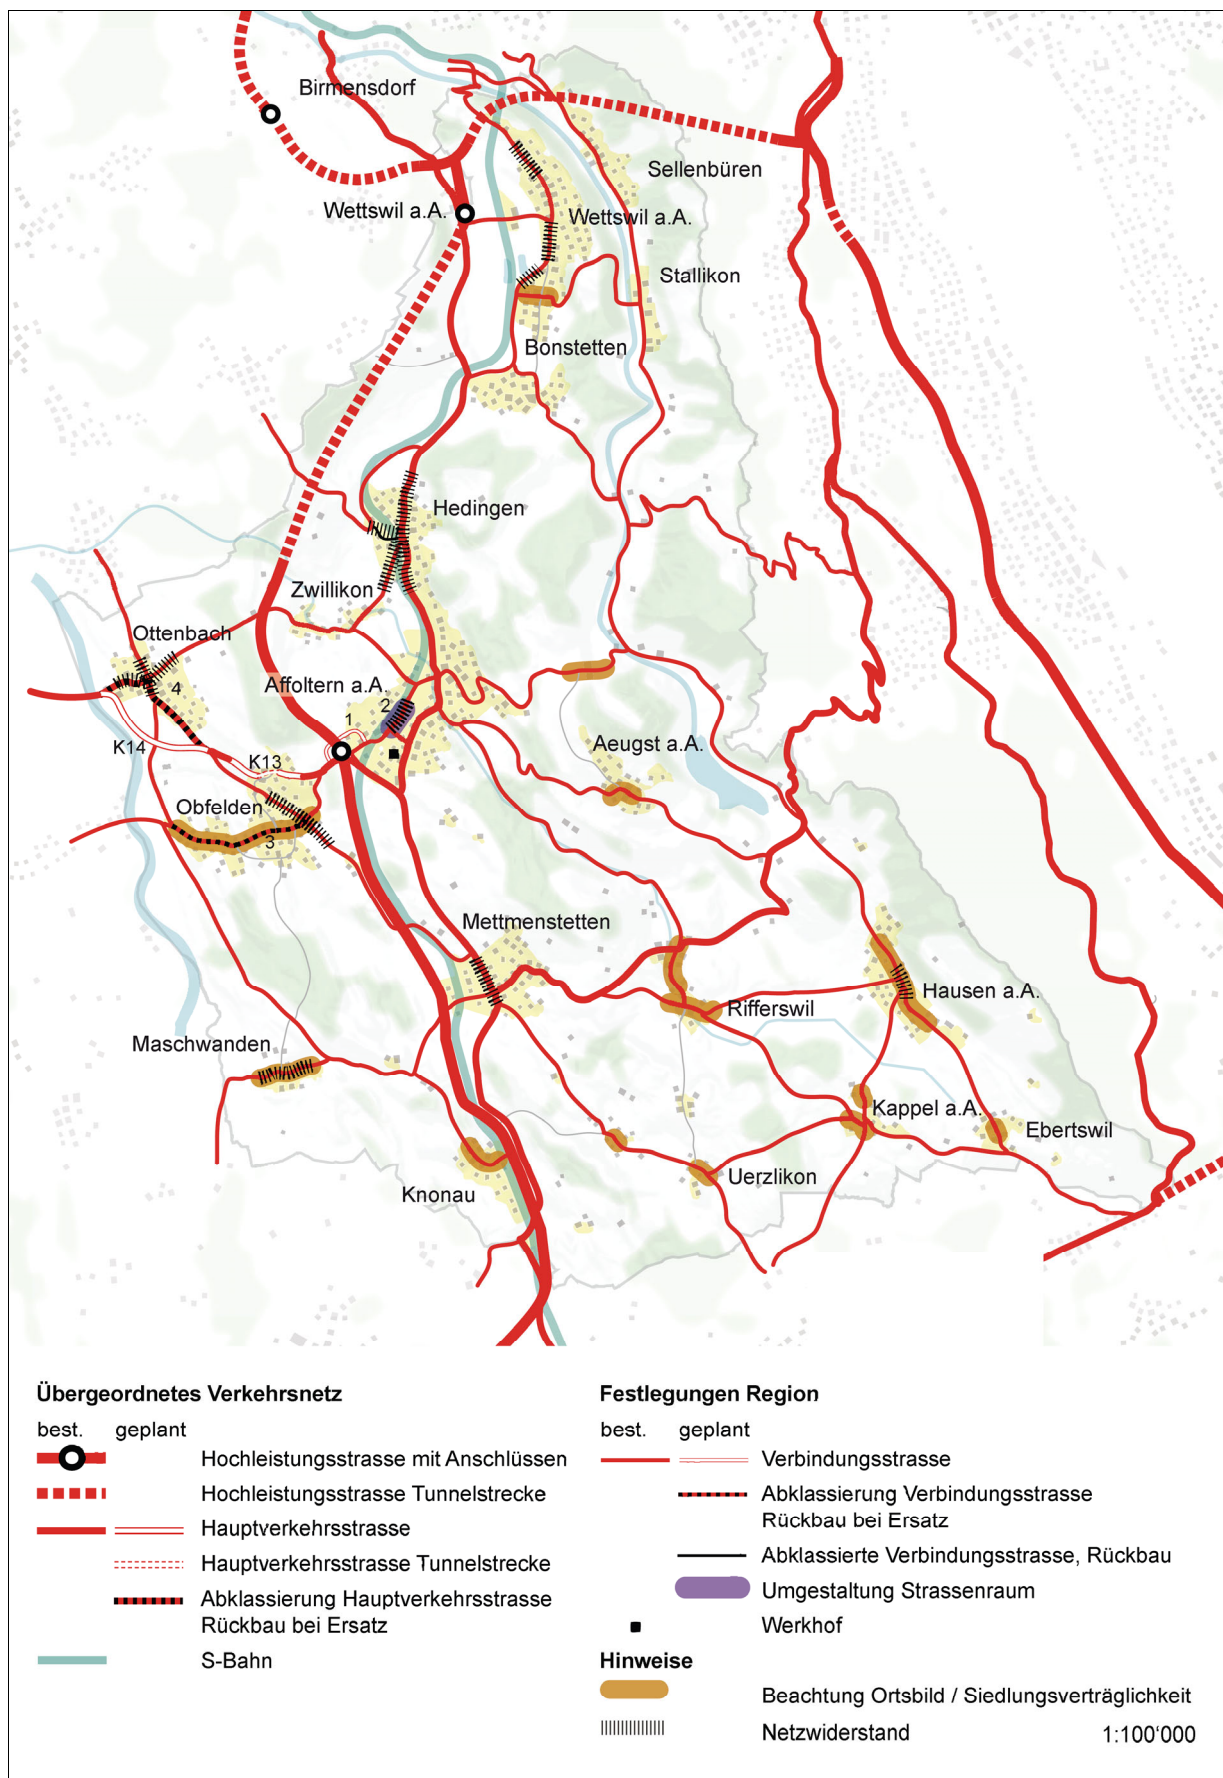 Birmensdorf
Sellenbüren
Wettswil a.A.
Wettswil a.A.
Stallikon
Bonstetten
Hedingen
Zwillikon
Ottenbach
Affoltern a.A.
4
2
1
K14
Aeugst a.A.
K13
Obfelden
3
Mettmenstetten
Hausen a.A.
Rifferswil
Maschwanden
Kappel a.A.
Ebertswil
Uerzlikon
Knonau
Übergeordnetes Verkehrsnetz
best. geplant
Hochleistungsstrasse mit Anschlüssen
Hochleistungsstrasse Tunnelstrecke
Hauptverkehrsstrasse
Hauptverkehrsstrasse Tunnelstrecke
Abklassierung Hauptverkehrsstrasse
Rückbau bei Ersatz
S-Bahn
Festlegungen Region
best. geplant
Verbindungsstrasse
Abklassierung Verbindungsstrasse
Rückbau bei Ersatz
Abklassierte Verbindungsstrasse, Rückbau
Umgestaltung Strassenraum
Werkhof
Hinweise
Beachtung Ortsbild / Siedlungsverträglichkeit
Netzwiderstand
1:100'000